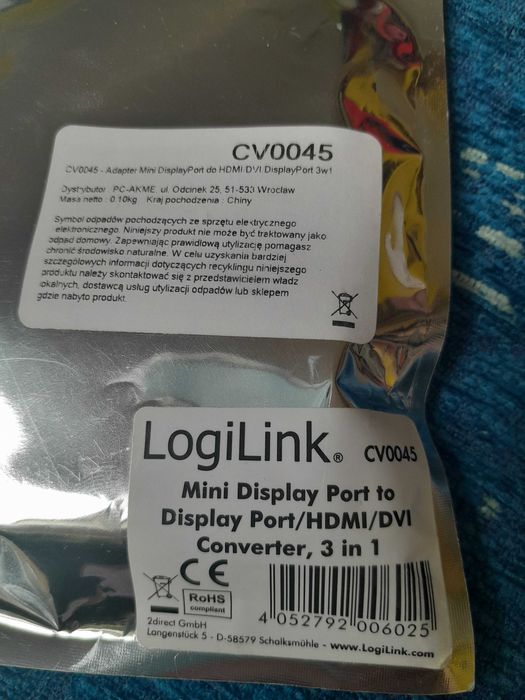 CV0045
CV0045 - Adapter Mini DisplayPort do HDMI/DVI DisplayPort 3w1
Dystrybutor : PC-AKME, ul. Odcinek 25, 51-533 Wrocław
Masa netto : 0.10kg Kraj pochodzenia : Chiny
Symbol odpadów pochodzących ze sprzętu elektrycznego
elektronicznego. Niniejszy produkt nie może być traktowany jako
odpad domowy. Zapewniając prawidłową utylizację pomagasz
chronić środowisko naturalne. W celu uzyskania bardziej
szczegółowych informacji dotyczących recyklingu niniejszego
produktu należy skontaktować się z przedstawicielem władz
lokalnych, dostawcą usług utylizacji odpadów lub sklepem
gdzie nabyto produkt.
LogiLink® CV0045
Mini Display Port to
Display Port/HDMI/DVI
Converter, 3 in 1
CE
RoHS
compliant
4 052792 006025
2direct GmbH
Langenstück 5 - D-58579 Schalksmühle - www.LogiLink.com